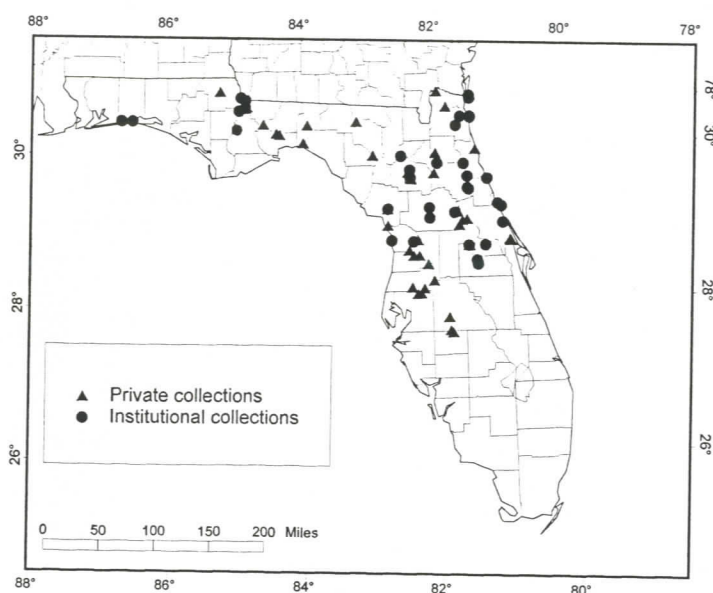 88° 86° 84° 82° 80° 78°
78°
30° 30°
28° 28°
▲ Private collections
● Institutional collections
26° 26°
0 50 100 150 200 Miles
88° 86° 84° 82° 80°